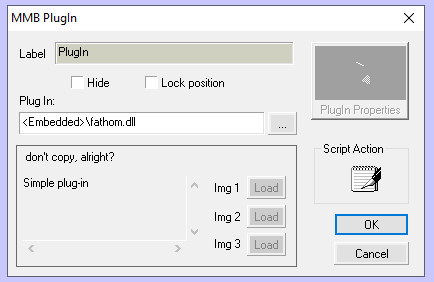 MMB PlugIn
Label PlugIn
Hide Lock position
Plug In:
<Embedded>\fathom.dll ...
PlugIn Properties
don't copy, alright?
Simple plug-in
Img 1 Load
Img 2 Load
Img 3 Load
Script Action
OK
Cancel